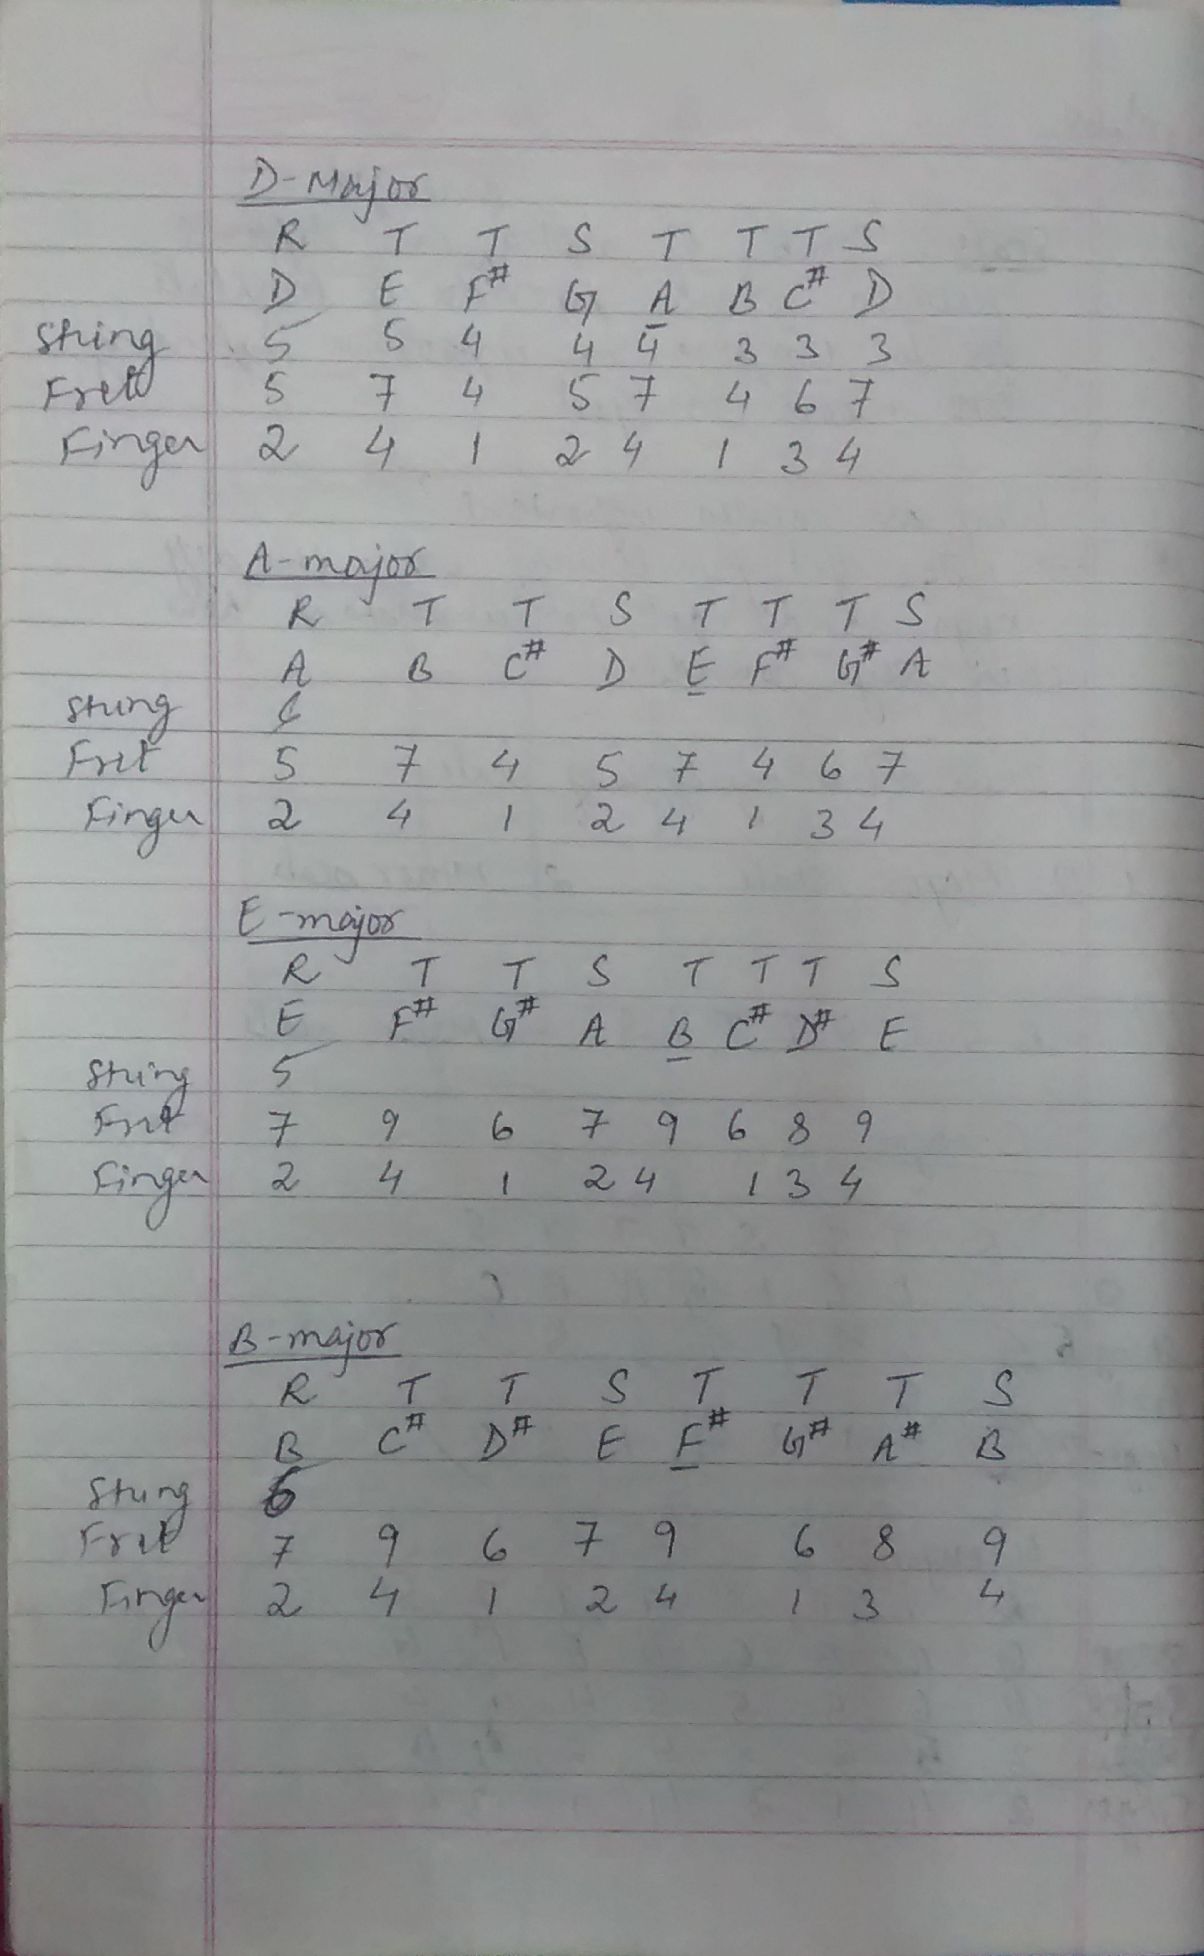 D-Major
R T T S T T T S
D E F# G A B C# D
String 5 5 4 4 4 3 3 3
Fret 5 7 4 5 7 4 6 7
Finger 2 4 1 2 4 1 3 4
A-major
R T T S T T T S
A B C# D E F# G# A
String 6
Fret 5 7 4 5 7 4 6 7
Finger 2 4 1 2 4 1 3 4
E-major
R T T S T T T S
E F# G# A B C# D# E
String 5
Fret 7 9 6 7 9 6 8 9
Finger 2 4 1 2 4 1 3 4
B-major
R T T S T T T S
B C# D# E F# G# A# B
String 6
Fret 7 9 6 7 9 6 8 9
Finger 2 4 1 2 4 1 3 4